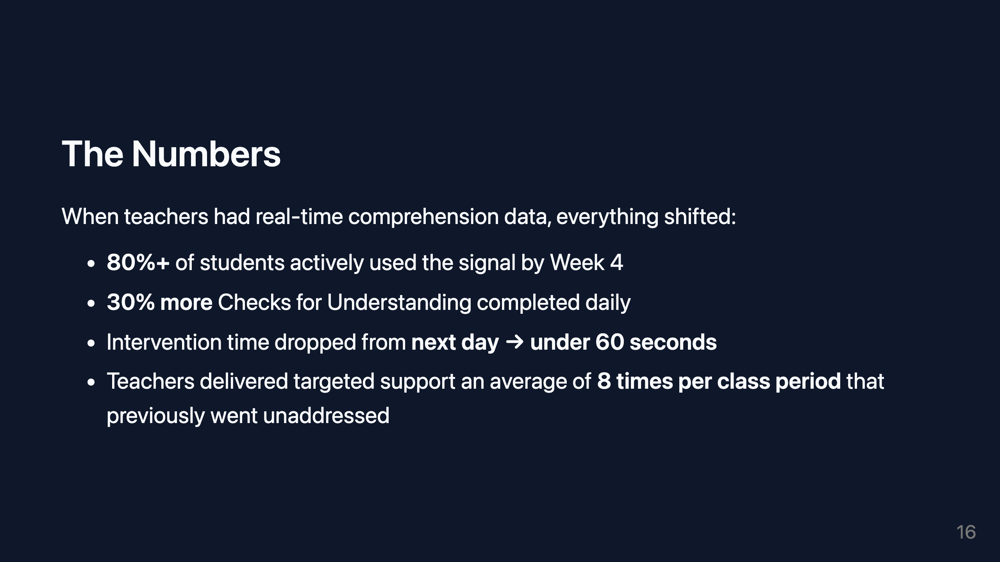 The Numbers
When teachers had real-time comprehension data, everything shifted:
• 80%+ of students actively used the signal by Week 4
• 30% more Checks for Understanding completed daily
• Intervention time dropped from next day → under 60 seconds
• Teachers delivered targeted support an average of 8 times per class period that
previously went unaddressed
16